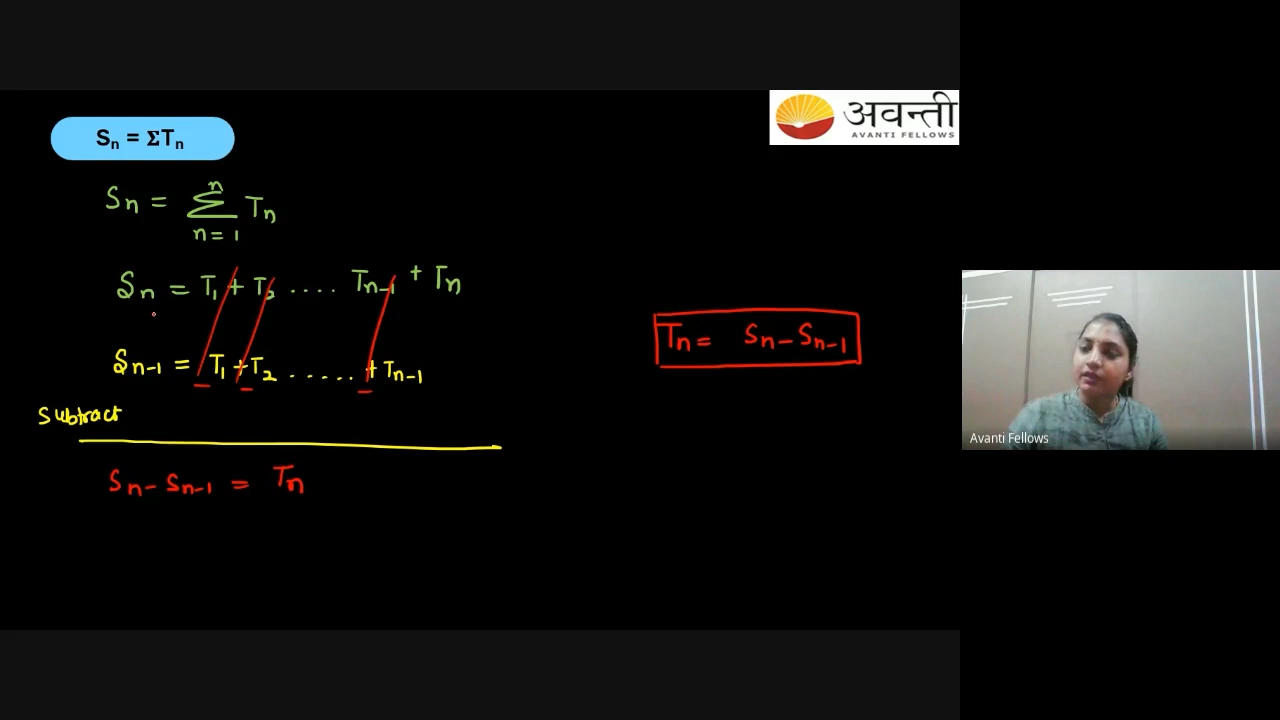 अवन्ती
AVANTI FELLOWS
Sₙ = ΣTₙ
Sₙ = Σⁿₙ₌₁ Tₙ
Sₙ = T₁ + T₂ .... Tₙ₋₁ + Tₙ
Sₙ₋₁ = T₁ + T₂ ...... + Tₙ₋₁
Subtract
Sₙ - Sₙ₋₁ = Tₙ
Tₙ = Sₙ - Sₙ₋₁
Avanti Fellows